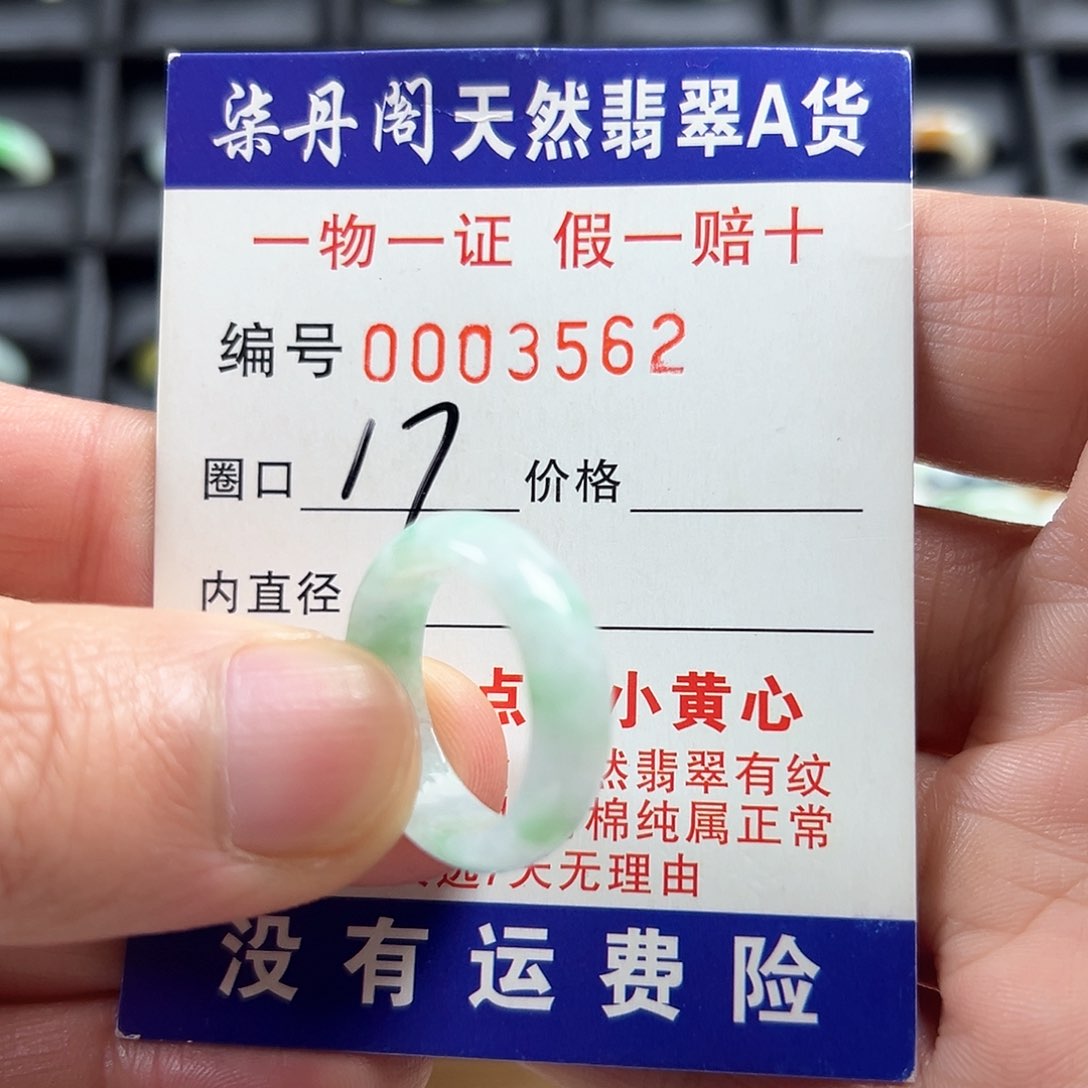 柒丹阁天然翡翠A货
一物一证 假一赔十
编号 0003562
圈口 17 价格
内直径
点 小黄心
然翡翠有纹
棉纯属正常
7天无理由
没有运费险